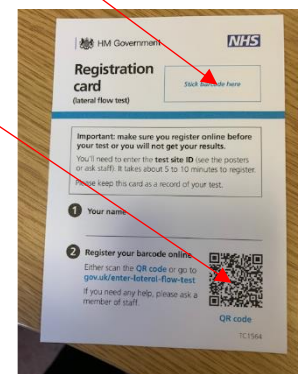 HM Government
NHS
Registration
card
(lateral flow test)
Stick barcode here
Important: make sure you register online before
your test or you will not get your results.
You'll need to enter the test site ID (see the posters
or ask staff). It takes about 5 to 10 minutes to register.
Please keep this card as a record of your test.
1 Your name
2 Register your barcode online
Either scan the QR code or go to
gov.uk/enter-lateral-flow-test
If you need any help, please ask a
member of staff.
QR code
TC1564